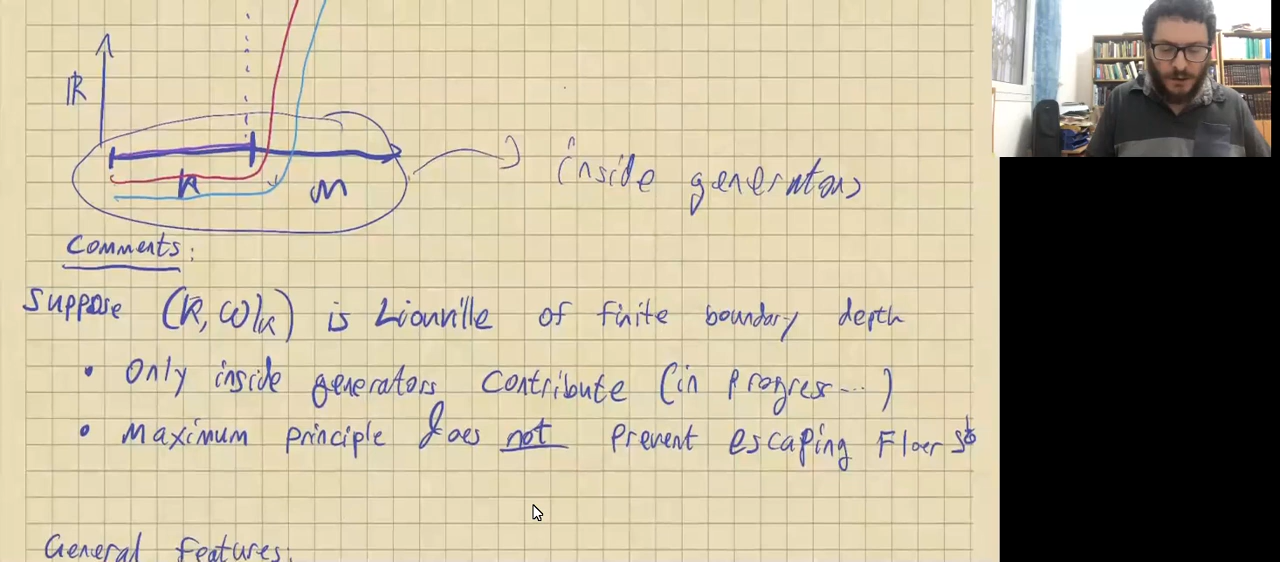 ℝ
K
M
inside generators
Comments:
Suppose (K, ω|ₖ) is Liouville of finite boundary depth
• Only inside generators contribute (in progress...)
• Maximum principle does not prevent escaping Floer
General features: